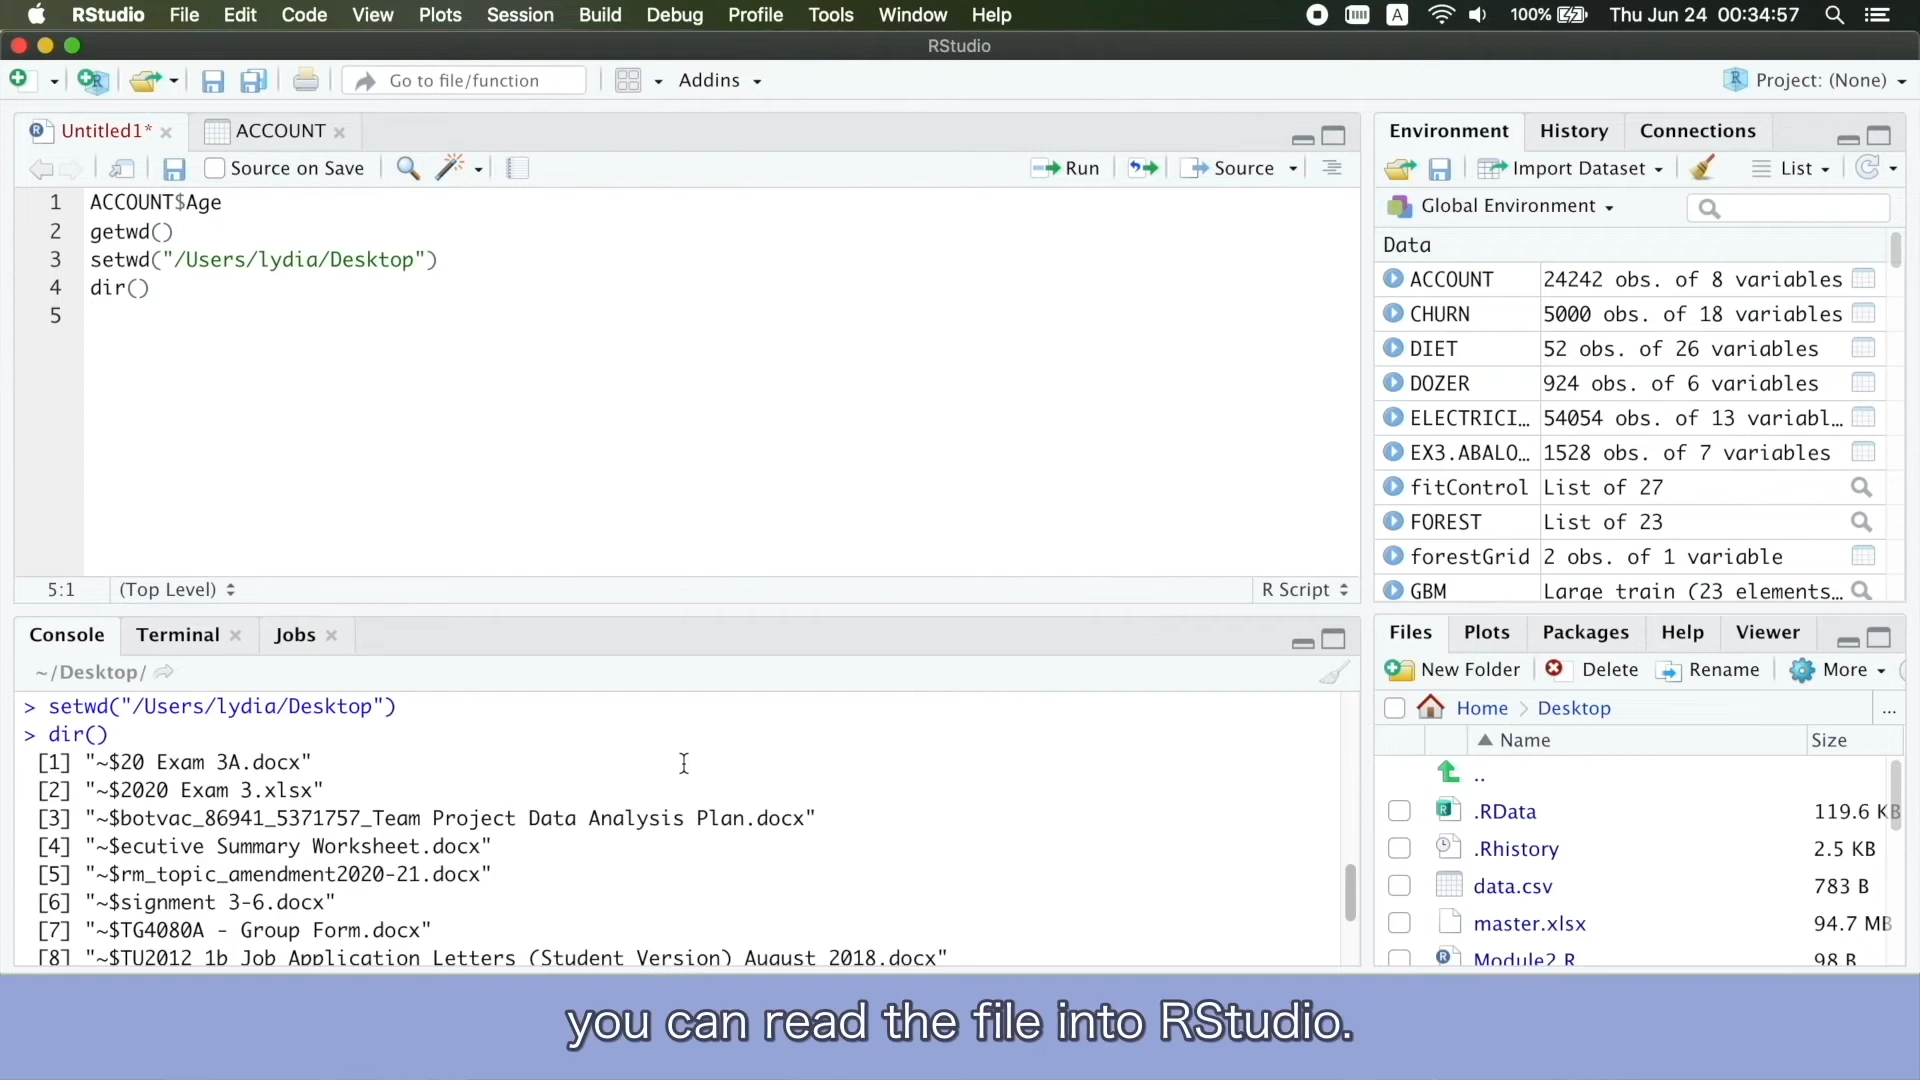 RStudio File Edit Code View Plots Session Build Debug Profile Tools Window Help A 100% Thu Jun 24 00:34:57
RStudio
Go to file/function Addins Project: (None)
Untitled1* ACCOUNT
Source on Save Run Source
1 ACCOUNT$Age
2 getwd()
3 setwd("/Users/lydia/Desktop")
4 dir()
5
5:1 (Top Level) R Script
Console Terminal Jobs
~/Desktop/
> setwd("/Users/lydia/Desktop")
> dir()
[1] "~$20 Exam 3A.docx"
[2] "~$2020 Exam 3.xlsx"
[3] "~$botvac_86941_5371757_Team Project Data Analysis Plan.docx"
[4] "~$ecutive Summary Worksheet.docx"
[5] "~$rm_topic_amendment2020-21.docx"
[6] "~$signment 3-6.docx"
[7] "~$TG4080A - Group Form.docx"
[8] "~$TU2012 1b Job Application Letters (Student Version) August 2018.docx"
Environment History Connections
Import Dataset List
Global Environment
Data
ACCOUNT 24242 obs. of 8 variables
CHURN 5000 obs. of 18 variables
DIET 52 obs. of 26 variables
DOZER 924 obs. of 6 variables
ELECTRICI… 54054 obs. of 13 variabl…
EX3.ABALO… 1528 obs. of 7 variables
fitControl List of 27
FOREST List of 23
forestGrid 2 obs. of 1 variable
GBM Large train (23 elements…
Files Plots Packages Help Viewer
New Folder Delete Rename More
Home > Desktop ...
Name Size
..
.RData 119.6 KB
.Rhistory 2.5 KB
data.csv 783 B
master.xlsx 94.7 MB
Module2.R 98 B
you can read the file into RStudio.